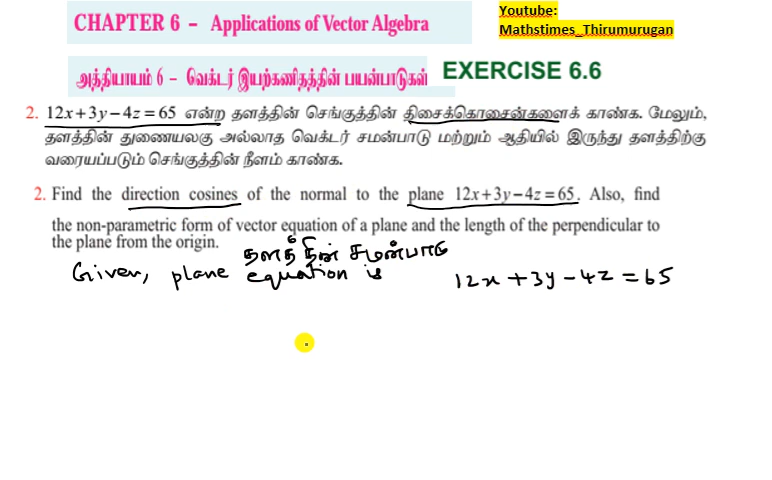 CHAPTER 6 – Applications of Vector Algebra
Youtube:
Mathstimes_Thirumurugan
அத்தியாயம் 6 – வெக்டர் இயற்கணிதத்தின் பயன்பாடுகள்
EXERCISE 6.6
2. 12x+3y−4z=65 என்ற தளத்தின் செங்குத்தின் திசைக்கொசைன்களைக் காண்க. மேலும்,
தளத்தின் துணையலகு அல்லாத வெக்டர் சமன்பாடு மற்றும் ஆதியில் இருந்து தளத்திற்கு
வரையப்படும் செங்குத்தின் நீளம் காண்க.
2. Find the direction cosines of the normal to the plane 12x+3y−4z=65. Also, find
the non-parametric form of vector equation of a plane and the length of the perpendicular to
the plane from the origin.
தளத்தின் சமன்பாடு
Given, plane equation is 12x+3y−4z=65